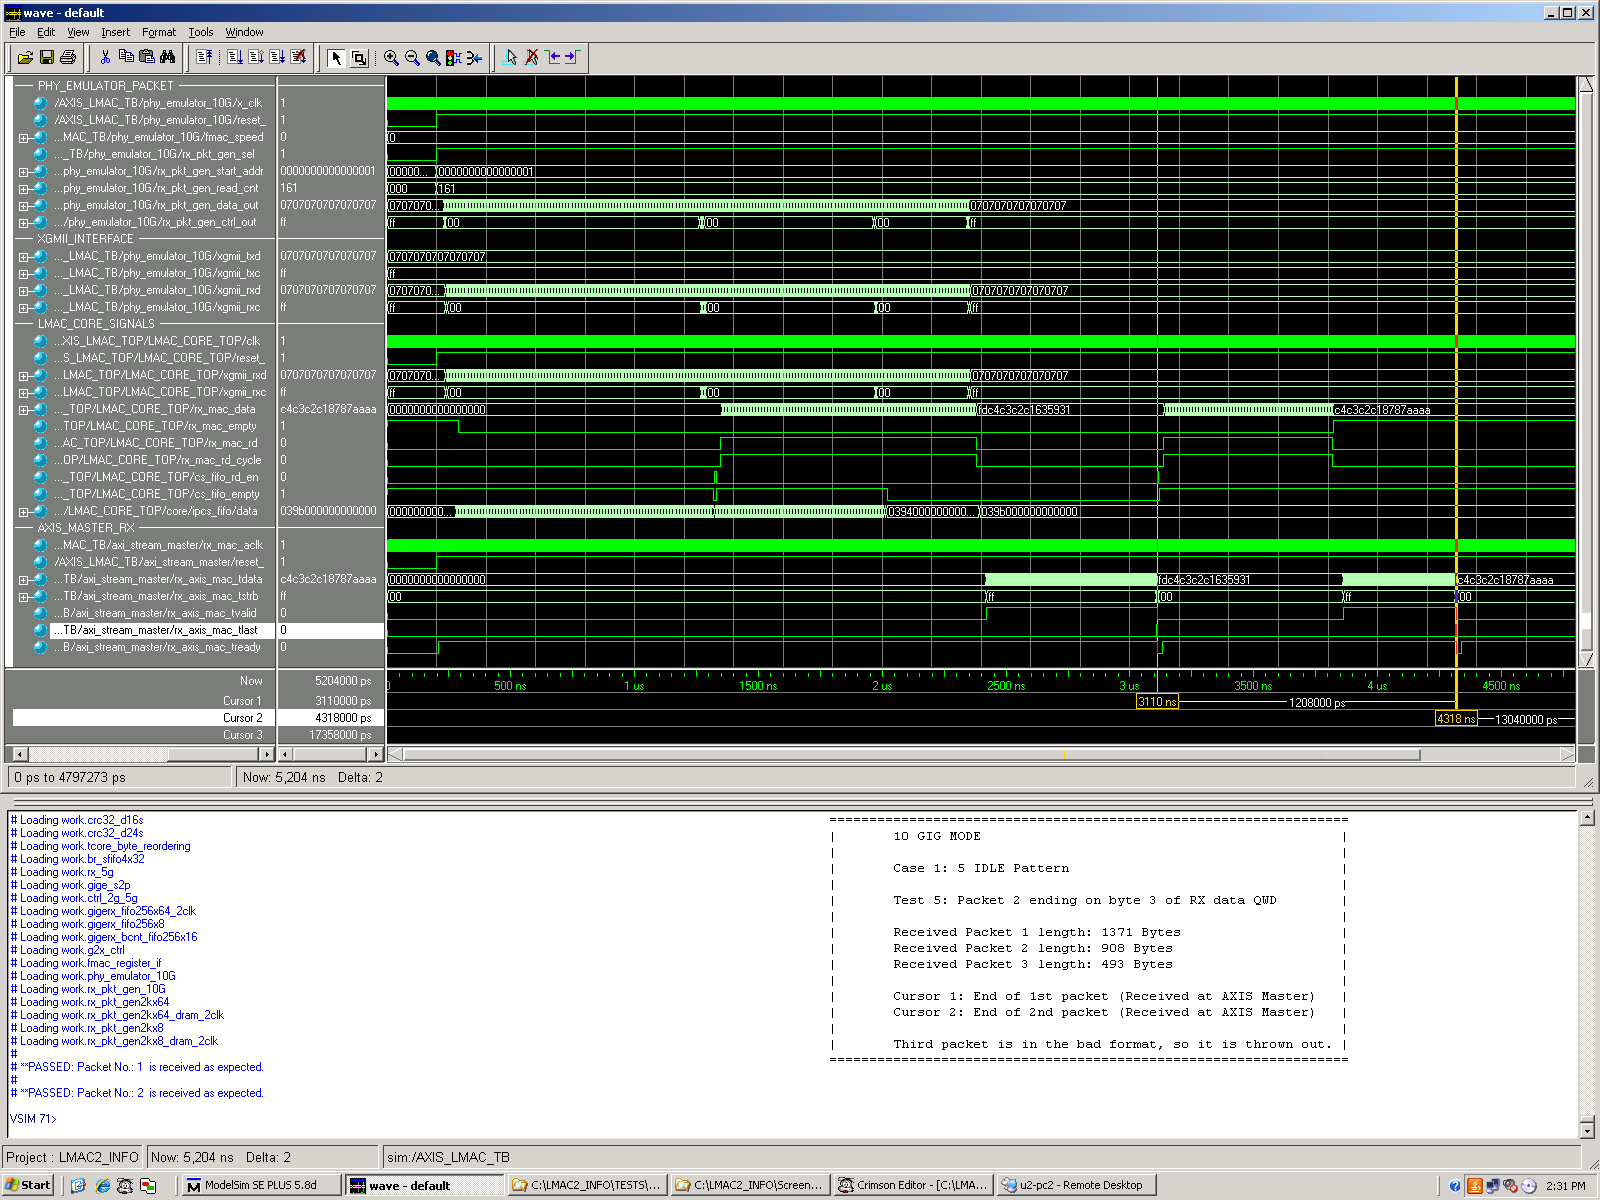 wave - default
File Edit View Insert Format Tools Window
PHY_EMULATOR_PACKET
/AXIS_LMAC_TB/phy_emulator_10G/x_clk 1
/AXIS_LMAC_TB/phy_emulator_10G/reset_ 1
...MAC_TB/phy_emulator_10G/fmac_speed 0 0
..._TB/phy_emulator_10G/rx_pkt_gen_sel 1
...phy_emulator_10G/rx_pkt_gen_start_addr 0000000000000001 00000... 0000000000000001
...phy_emulator_10G/rx_pkt_gen_read_cnt 161 000 161
...phy_emulator_10G/rx_pkt_gen_data_out 0707070707070707 0707070... 0707070707070707
.../phy_emulator_10G/rx_pkt_gen_ctrl_out ff ff 00 00 00 ff
XGMII_INTERFACE
..._LMAC_TB/phy_emulator_10G/xgmii_txd 0707070707070707 0707070707070707
..._LMAC_TB/phy_emulator_10G/xgmii_txc ff ff
..._LMAC_TB/phy_emulator_10G/xgmii_rxd 0707070707070707 0707070... 0707070707070707
..._LMAC_TB/phy_emulator_10G/xgmii_rxc ff ff 00 00 00 ff
LMAC_CORE_SIGNALS
...XIS_LMAC_TOP/LMAC_CORE_TOP/clk 1
...S_LMAC_TOP/LMAC_CORE_TOP/reset_ 1
...LMAC_TOP/LMAC_CORE_TOP/xgmii_rxd 0707070707070707 0707070... 0707070707070707
...LMAC_TOP/LMAC_CORE_TOP/xgmii_rxc ff ff 00 00 00 ff
..._TOP/LMAC_CORE_TOP/rx_mac_data c4c3c2c18787aaaa 0000000000000000 fdc4c3c2c1635931 c4c3c2c18787aaaa
...TOP/LMAC_CORE_TOP/rx_mac_empty 1
...AC_TOP/LMAC_CORE_TOP/rx_mac_rd 0
...OP/LMAC_CORE_TOP/rx_mac_rd_cycle 0
..._TOP/LMAC_CORE_TOP/cs_fifo_rd_en 0
..._TOP/LMAC_CORE_TOP/cs_fifo_empty 1
.../LMAC_CORE_TOP/core/ipcs_fifo/data 039b000000000000 000000000... 0394000000000... 039b000000000000
AXIS_MASTER_RX
...MAC_TB/axi_stream_master/rx_mac_aclk 1
/AXIS_LMAC_TB/axi_stream_master/reset_ 1
...TB/axi_stream_master/rx_axis_mac_tdata c4c3c2c18787aaaa 0000000000000000 fdc4c3c2c1635931 c4c3c2c18787aaaa
...TB/axi_stream_master/rx_axis_mac_tstrb ff 00 ff 00 ff 00
...B/axi_stream_master/rx_axis_mac_tvalid 0
...TB/axi_stream_master/rx_axis_mac_tlast 0
...B/axi_stream_master/rx_axis_mac_tready 0
Now 5204000 ps 0 500 ns 1 us 1500 ns 2 us 2500 ns 3 us 3500 ns 4 us 4500 ns
Cursor 1 3110000 ps 3110 ns 1208000 ps
Cursor 2 4318000 ps 4318 ns 13040000 ps
Cursor 3 17358000 ps
0 ps to 4797273 ps Now: 5,204 ns Delta: 2
# Loading work.crc32_d16s
# Loading work.crc32_d24s
# Loading work.tcore_byte_reordering
# Loading work.br_sfifo4x32
# Loading work.rx_5g
# Loading work.gige_s2p
# Loading work.ctrl_2g_5g
# Loading work.gigerx_fifo256x64_2clk
# Loading work.gigerx_fifo256x8
# Loading work.gigerx_bcnt_fifo256x16
# Loading work.g2x_ctrl
# Loading work.fmac_register_if
# Loading work.phy_emulator_10G
# Loading work.rx_pkt_gen_10G
# Loading work.rx_pkt_gen2kx64
# Loading work.rx_pkt_gen2kx64_dram_2clk
# Loading work.rx_pkt_gen2kx8
# Loading work.rx_pkt_gen2kx8_dram_2clk
#
# **PASSED: Packet No.: 1 is received as expected.
#
# **PASSED: Packet No.: 2 is received as expected.
VSIM 71>
10 GIG MODE
Case 1: 5 IDLE Pattern
Test 5: Packet 2 ending on byte 3 of RX data QWD
Received Packet 1 length: 1371 Bytes
Received Packet 2 length: 908 Bytes
Received Packet 3 length: 493 Bytes
Cursor 1: End of 1st packet (Received at AXIS Master)
Cursor 2: End of 2nd packet (Received at AXIS Master)
Third packet is in the bad format, so it is thrown out.
Project : LMAC2_INFO Now: 5,204 ns Delta: 2 sim:/AXIS_LMAC_TB
Start ModelSim SE PLUS 5.8d wave - default C:\LMAC2_INFO\TESTS\... C:\LMAC2_INFO\Screen... Crimson Editor - [C:\LMA... u2-pc2 - Remote Desktop 2:31 PM